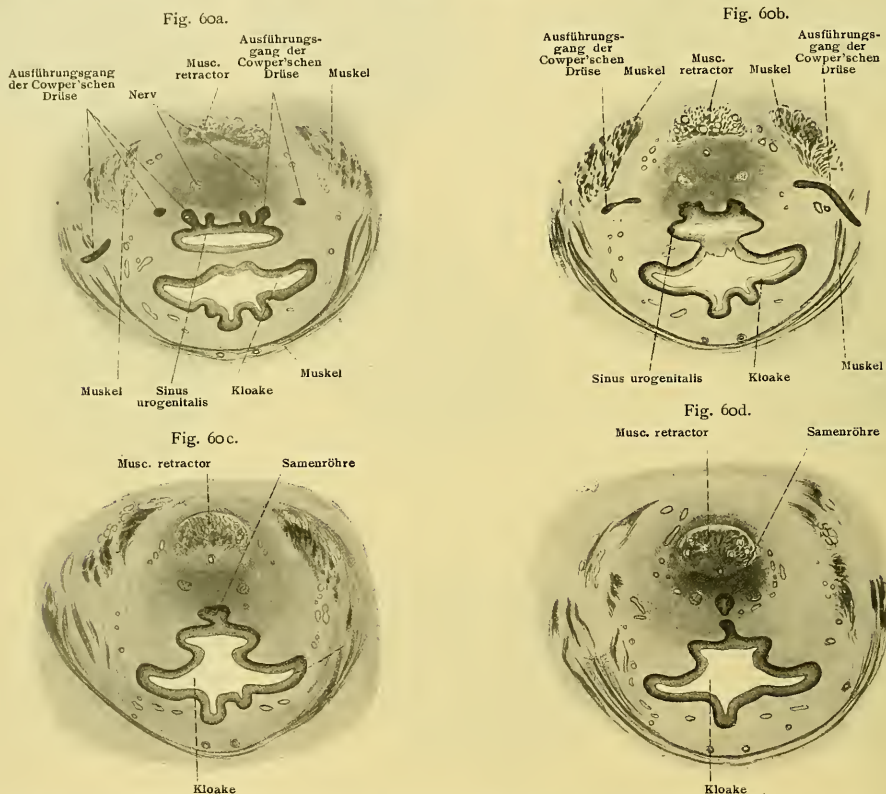 Fig. 60a.
Ausführungsgang
der Cowper'schen
Drüse
Nerv
Musc.
retractor
Ausführungs-
gang der
Cowper'schen
Drüse
Muskel
Muskel
Sinus
urogenitalis
Kloake
Muskel
Fig. 60b.
Ausführungs-
gang der
Cowper'schen
Drüse
Muskel
Musc.
retractor
Muskel
Ausführungs-
gang der
Cowper'schen
Drüse
Sinus urogenitalis
Kloake
Muskel
Fig. 60c.
Musc. retractor
Samenröhre
Kloake
Fig. 60d.
Musc. retractor
Samenröhre
Kloake